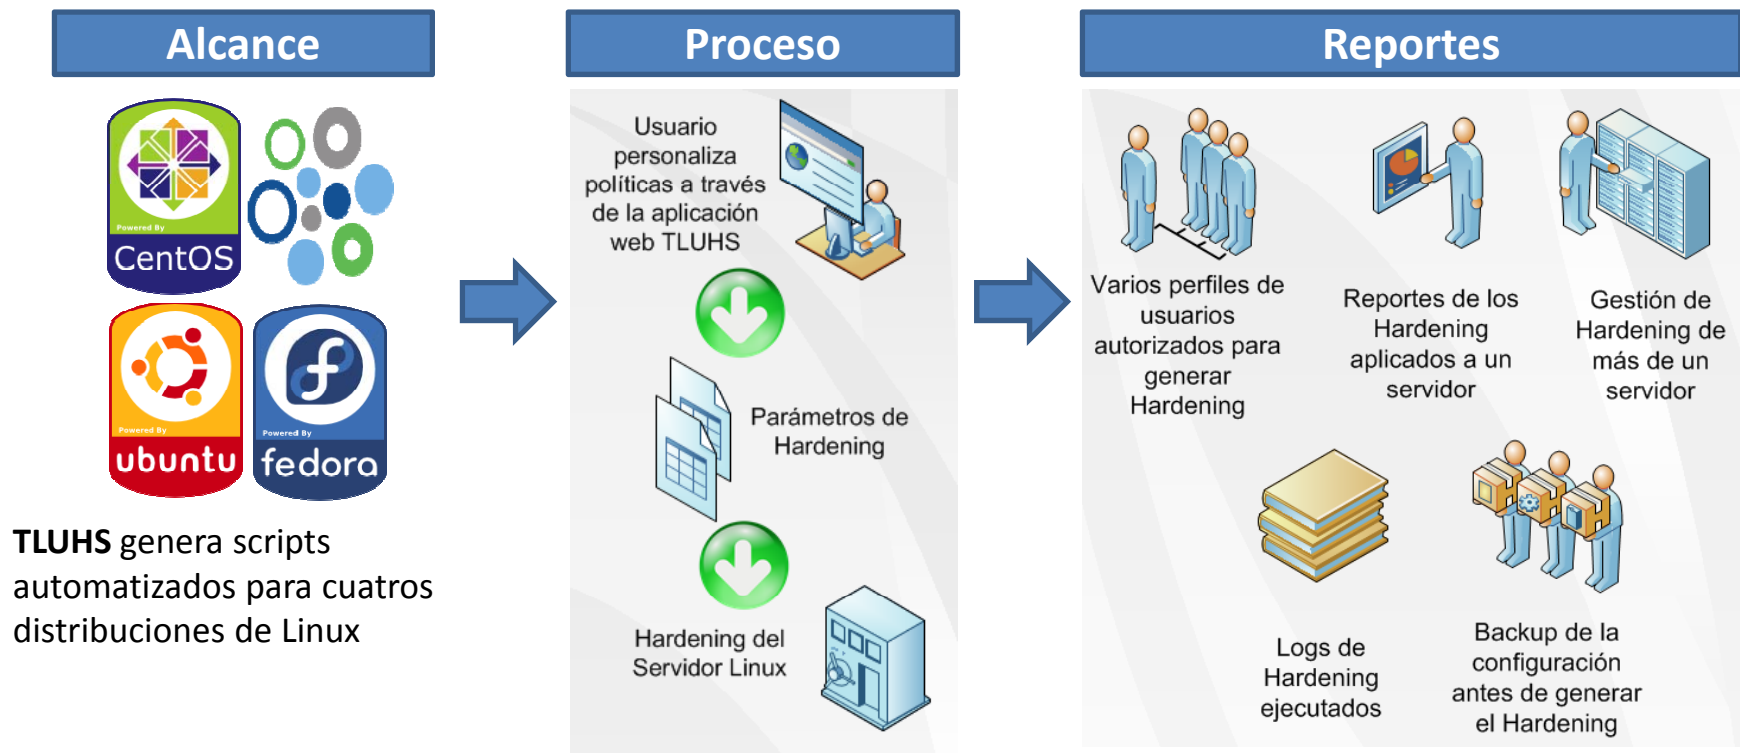 Alcance
Proceso
Reportes
Powered By
CentOS
Powered By
ubuntu
Powered By
fedora
TLUHS genera scripts
automatizados para cuatros
distribuciones de Linux
Usuario
personaliza
políticas a través
de la aplicación
web TLUHS
Parámetros de
Hardening
Hardening del
Servidor Linux
Varios perfiles de
usuarios
autorizados para
generar
Hardening
Reportes de los
Hardening
aplicados a un
servidor
Gestión de
Hardening de
más de un
servidor
Logs de
Hardening
ejecutados
Backup de la
configuración
antes de generar
el Hardening